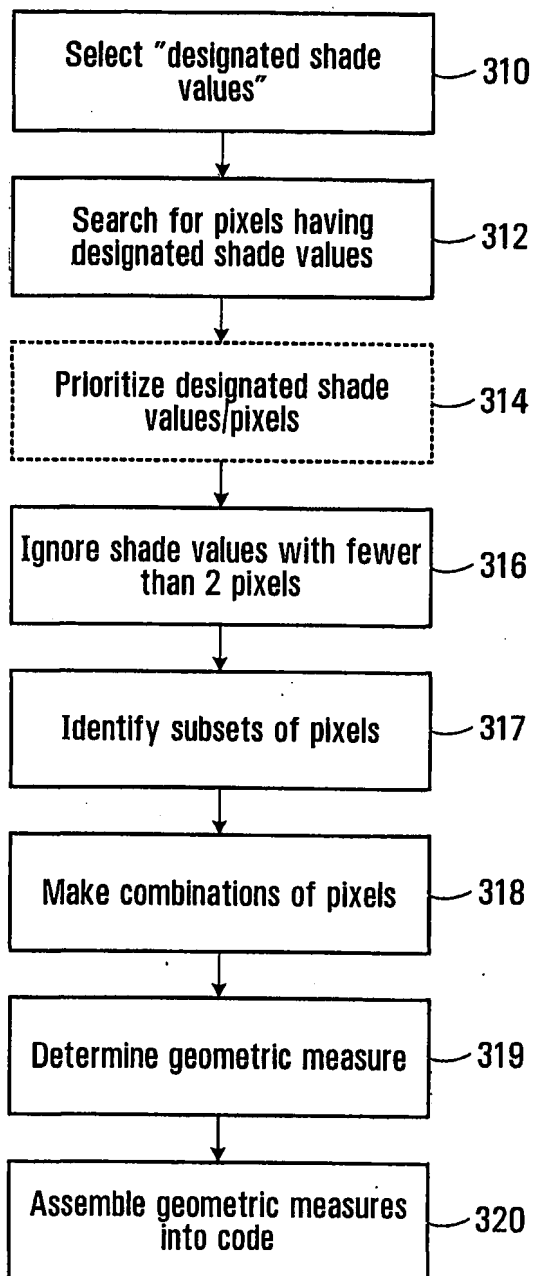 Select "designated shade
values"
310
Search for pixels having
designated shade values
312
Prioritize designated shade
values/pixels
314
Ignore shade values with fewer
than 2 pixels
316
Identify subsets of pixels
317
Make combinations of pixels
318
Determine geometric measure
319
Assemble geometric measures
into code
320